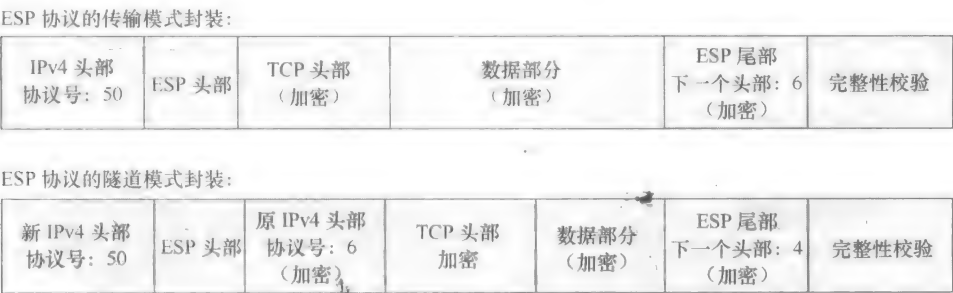 ESP 协议的传输模式封装:
IPv4 头部
协议号: 50
ESP 头部
TCP 头部
(加密)
数据部分
(加密)
ESP 尾部
下一个头部: 6
(加密)
完整性校验
ESP 协议的隧道模式封装:
新 IPv4 头部
协议号: 50
ESP 头部
原 IPv4 头部
协议号: 6
(加密)
TCP 头部
加密
数据部分
(加密)
ESP 尾部
下一个头部: 4
(加密)
完整性校验